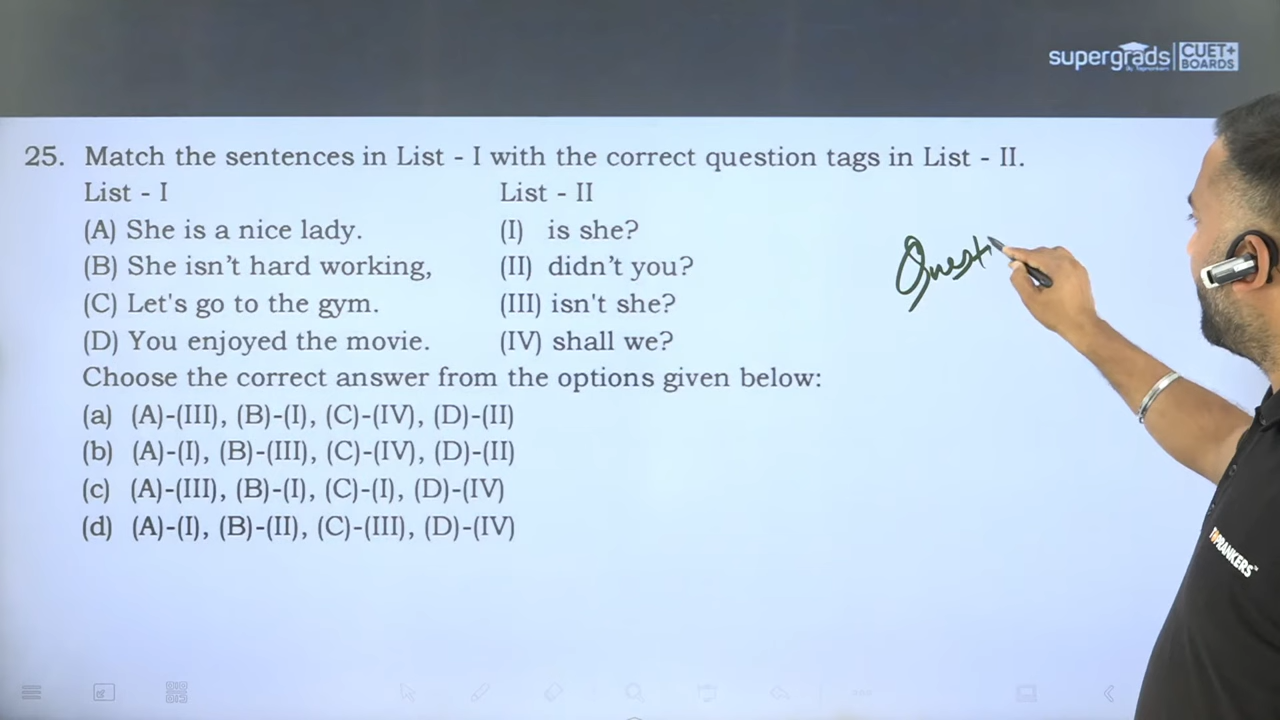 supergrads
By Toprankers
CUET+
BOARDS
25. Match the sentences in List - I with the correct question tags in List - II.
List - I List - II
(A) She is a nice lady. (I) is she?
(B) She isn't hard working, (II) didn't you?
(C) Let's go to the gym. (III) isn't she?
(D) You enjoyed the movie. (IV) shall we?
Choose the correct answer from the options given below:
(a) (A)-(III), (B)-(I), (C)-(IV), (D)-(II)
(b) (A)-(I), (B)-(III), (C)-(IV), (D)-(II)
(c) (A)-(III), (B)-(I), (C)-(I), (D)-(IV)
(d) (A)-(I), (B)-(II), (C)-(III), (D)-(IV)
Quest
TOPRANKERS